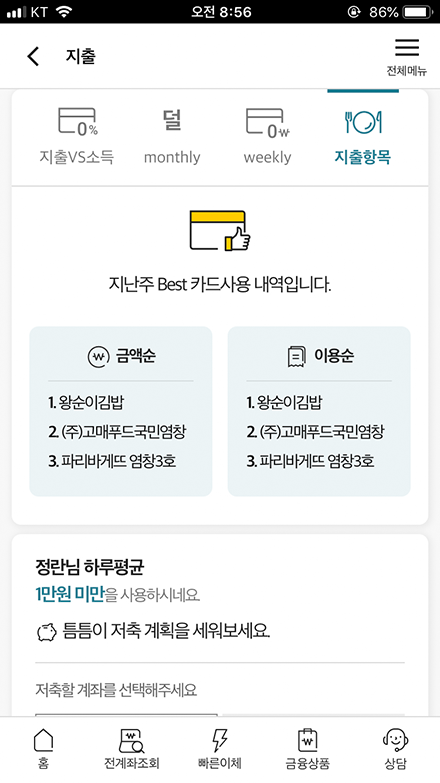 KT 오전 8:56 86%
지출
전체메뉴
0%
지출VS소득
덜
monthly
0₩
weekly
지출항목
지난주 Best 카드사용 내역입니다.
₩ 금액순
1. 왕순이김밥
2. (주)고매푸드국민염창
3. 파리바게뜨 염창3호
₩ 이용순
1. 왕순이김밥
2. (주)고매푸드국민염창
3. 파리바게뜨 염창3호
정란님 하루평균
1만원 미만을 사용하시네요.
틈틈이 저축 계획을 세워보세요.
저축할 계좌를 선택해주세요
홈
₩
전계좌조회
빠른이체
₩
금융상품
상담